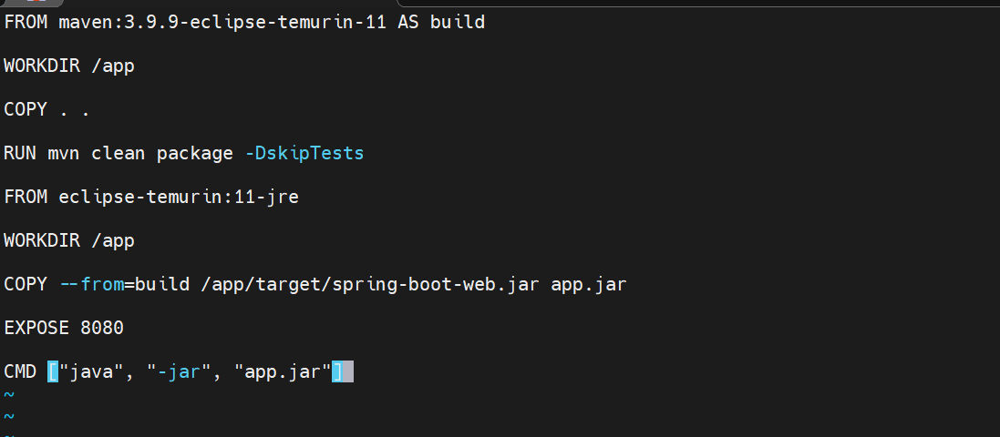 FROM maven:3.9.9-eclipse-temurin-11 AS build
WORKDIR /app
COPY . .
RUN mvn clean package -DskipTests
FROM eclipse-temurin:11-jre
WORKDIR /app
COPY --from=build /app/target/spring-boot-web.jar app.jar
EXPOSE 8080
CMD ["java", "-jar", "app.jar"]
~
~
~